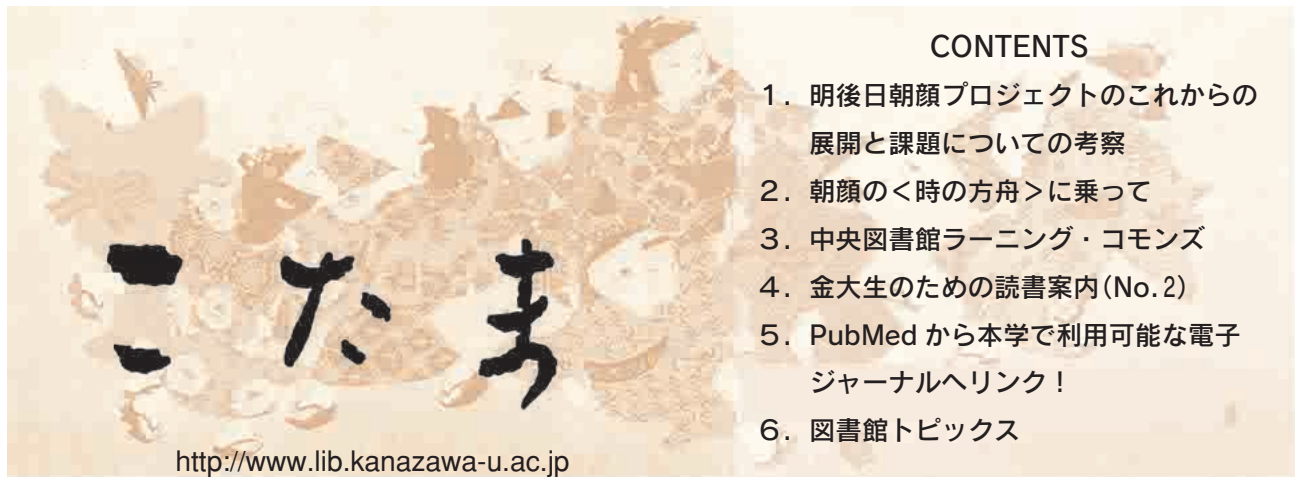 こだま
http://www.lib.kanazawa-u.ac.jp
CONTENTS
1．明後日朝顔プロジェクトのこれからの
展開と課題についての考察
2．朝顔の＜時の方舟＞に乗って
3．中央図書館ラーニング・コモンズ
4．金大生のための読書案内(No.2)
5．PubMed から本学で利用可能な電子
ジャーナルへリンク！
6．図書館トピックス